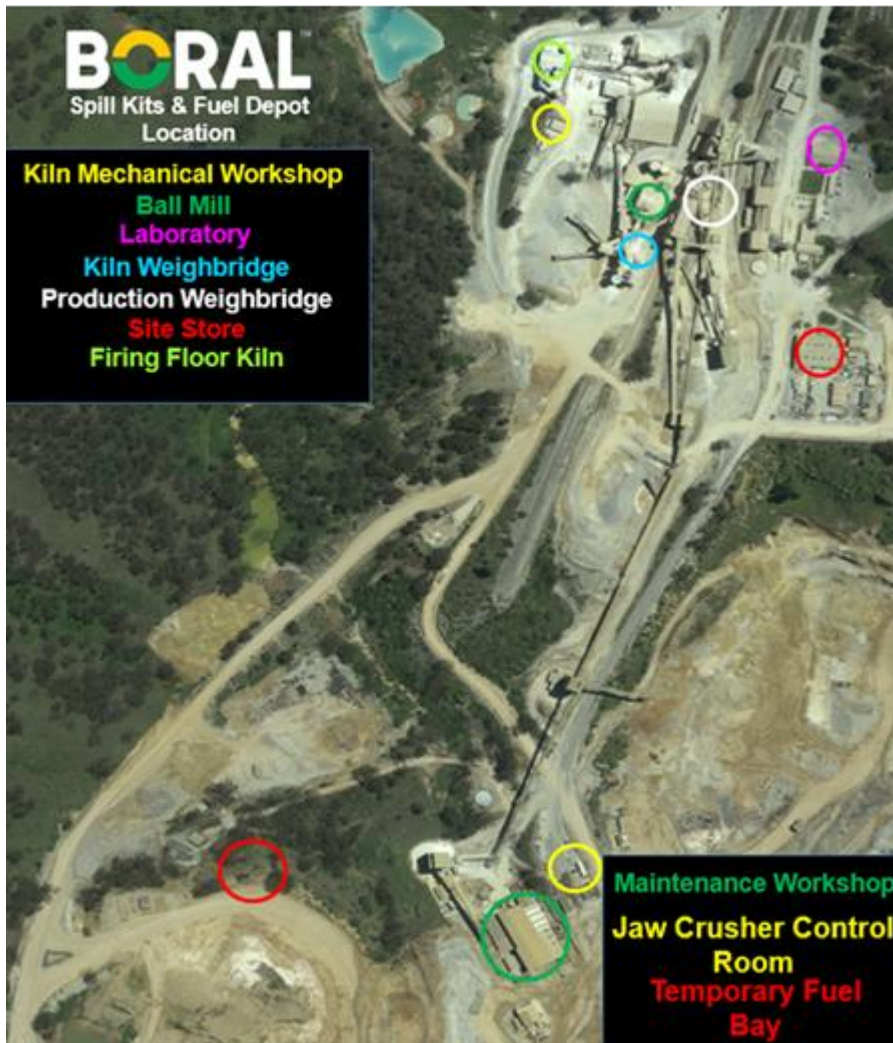 BORAL™
Spill Kits & Fuel Depot
Location
Kiln Mechanical Workshop
Ball Mill
Laboratory
Kiln Weighbridge
Production Weighbridge
Site Store
Firing Floor Kiln
Maintenance Workshop
Jaw Crusher Control
Room
Temporary Fuel
Bay